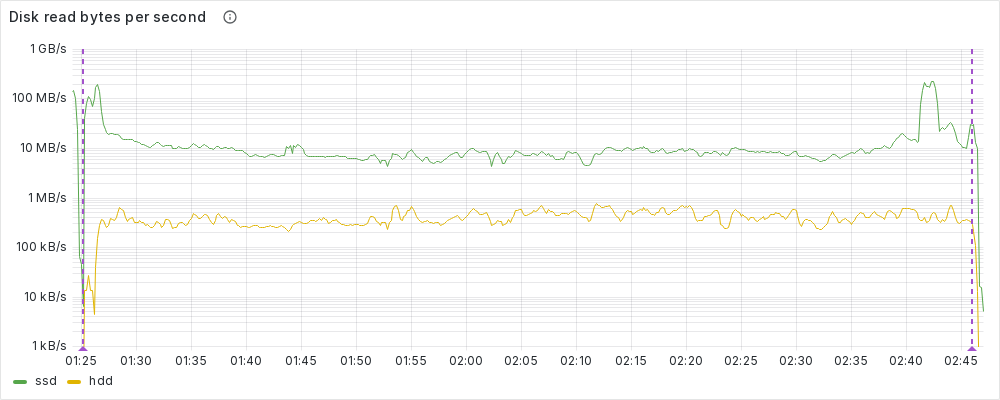 Disk read bytes per second
1 GB/s
100 MB/s
10 MB/s
1 MB/s
100 kB/s
10 kB/s
1 kB/s
01:25 01:30 01:35 01:40 01:45 01:50 01:55 02:00 02:05 02:10 02:15 02:20 02:25 02:30 02:35 02:40 02:45
ssd hdd